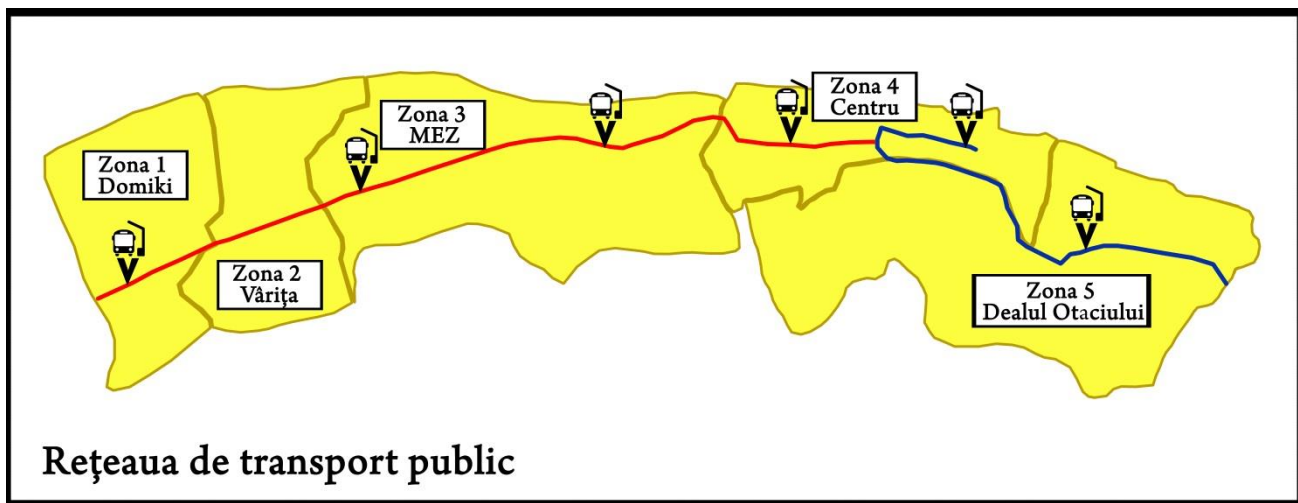 Zona 1
Domiki
Zona 2
Vârița
Zona 3
MEZ
Zona 4
Centru
Zona 5
Dealul Otaciului
Rețeaua de transport public